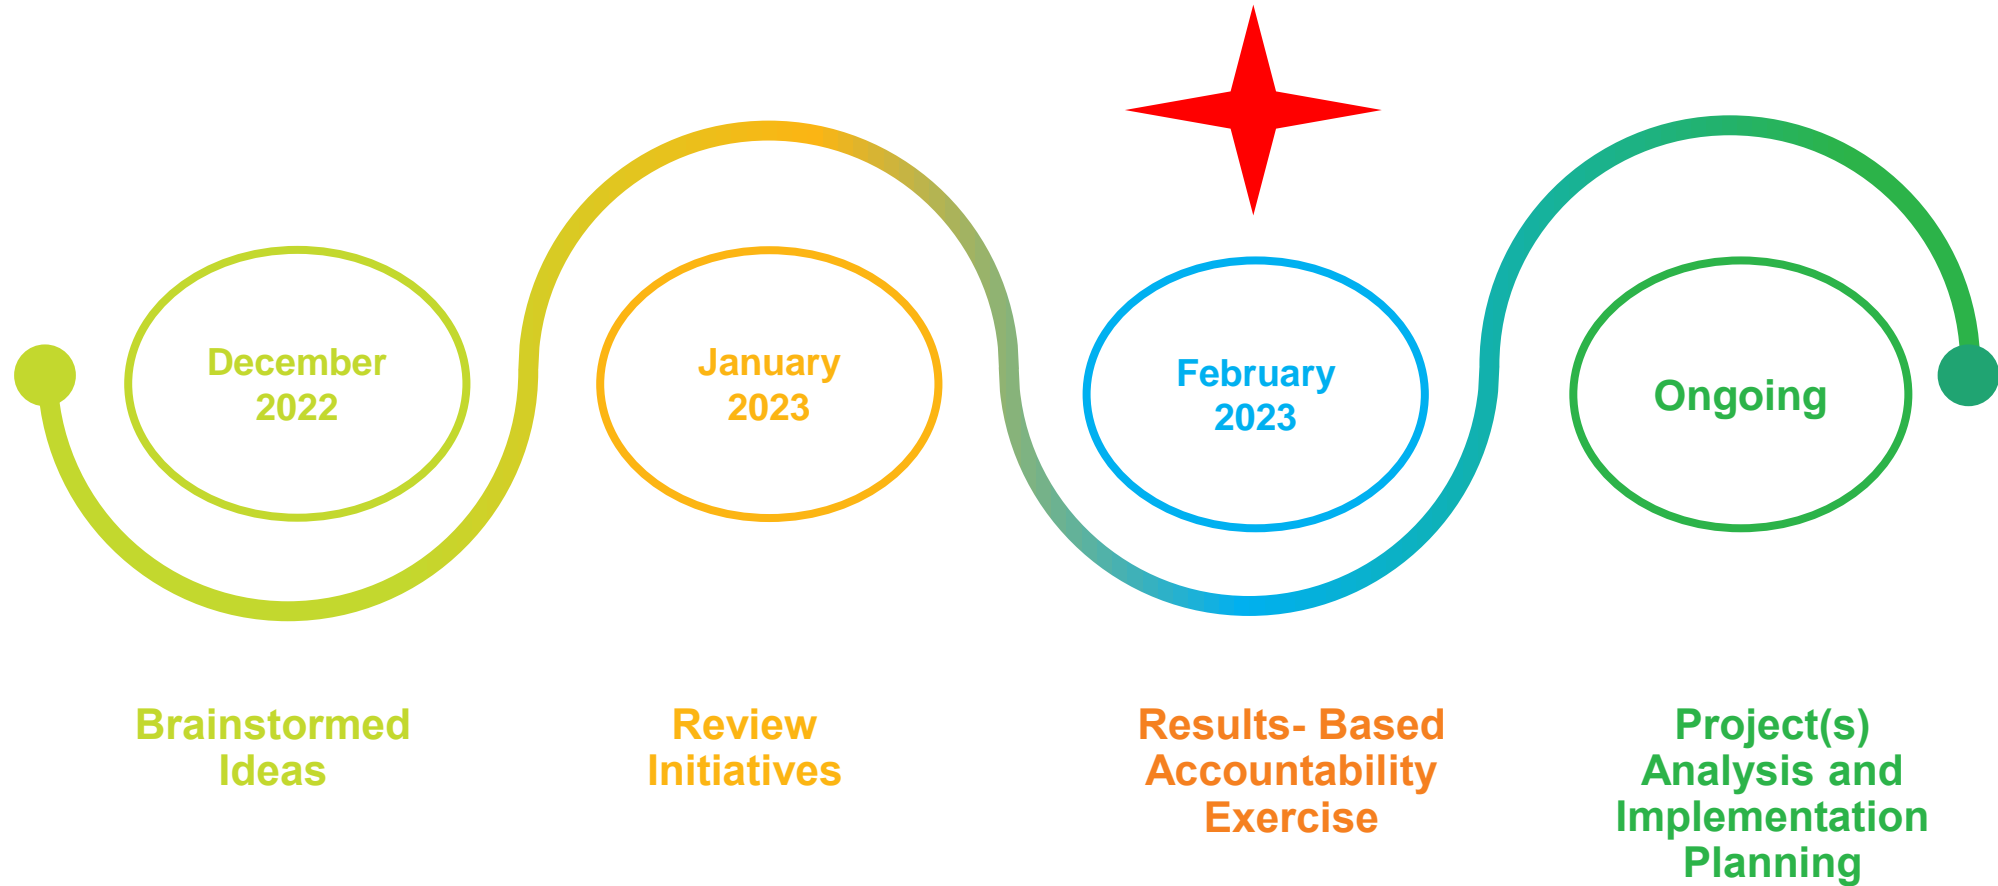 December
2022
January
2023
February
2023
Ongoing
Brainstormed
Ideas
Review
Initiatives
Results- Based
Accountability
Exercise
Project(s)
Analysis and
Implementation
Planning